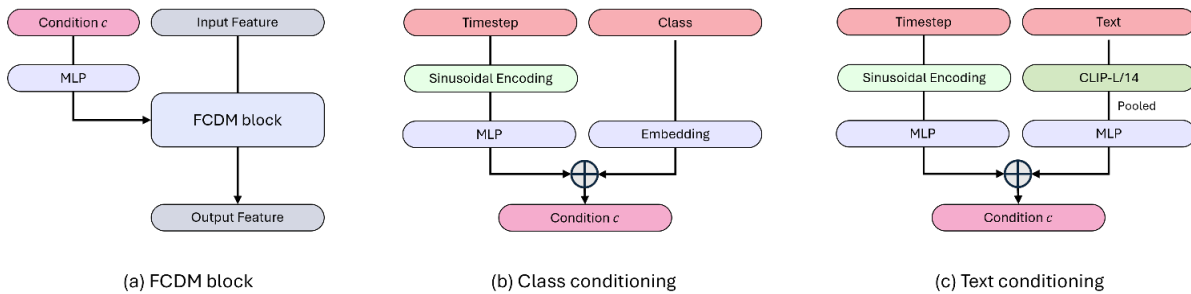 Condition c
Input Feature
MLP
FCDM block
Output Feature
(a) FCDM block
Timestep
Class
Sinusoidal Encoding
MLP
Embedding
Condition c
(b) Class conditioning
Timestep
Text
Sinusoidal Encoding
CLIP-L/14
Pooled
MLP
MLP
Condition c
(c) Text conditioning